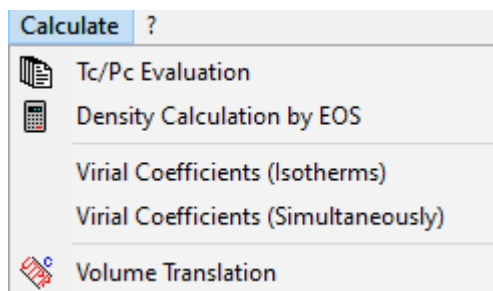 Calculate ?
Tc/Pc Evaluation
Density Calculation by EOS
Virial Coefficients (Isotherms)
Virial Coefficients (Simultaneously)
Volume Translation